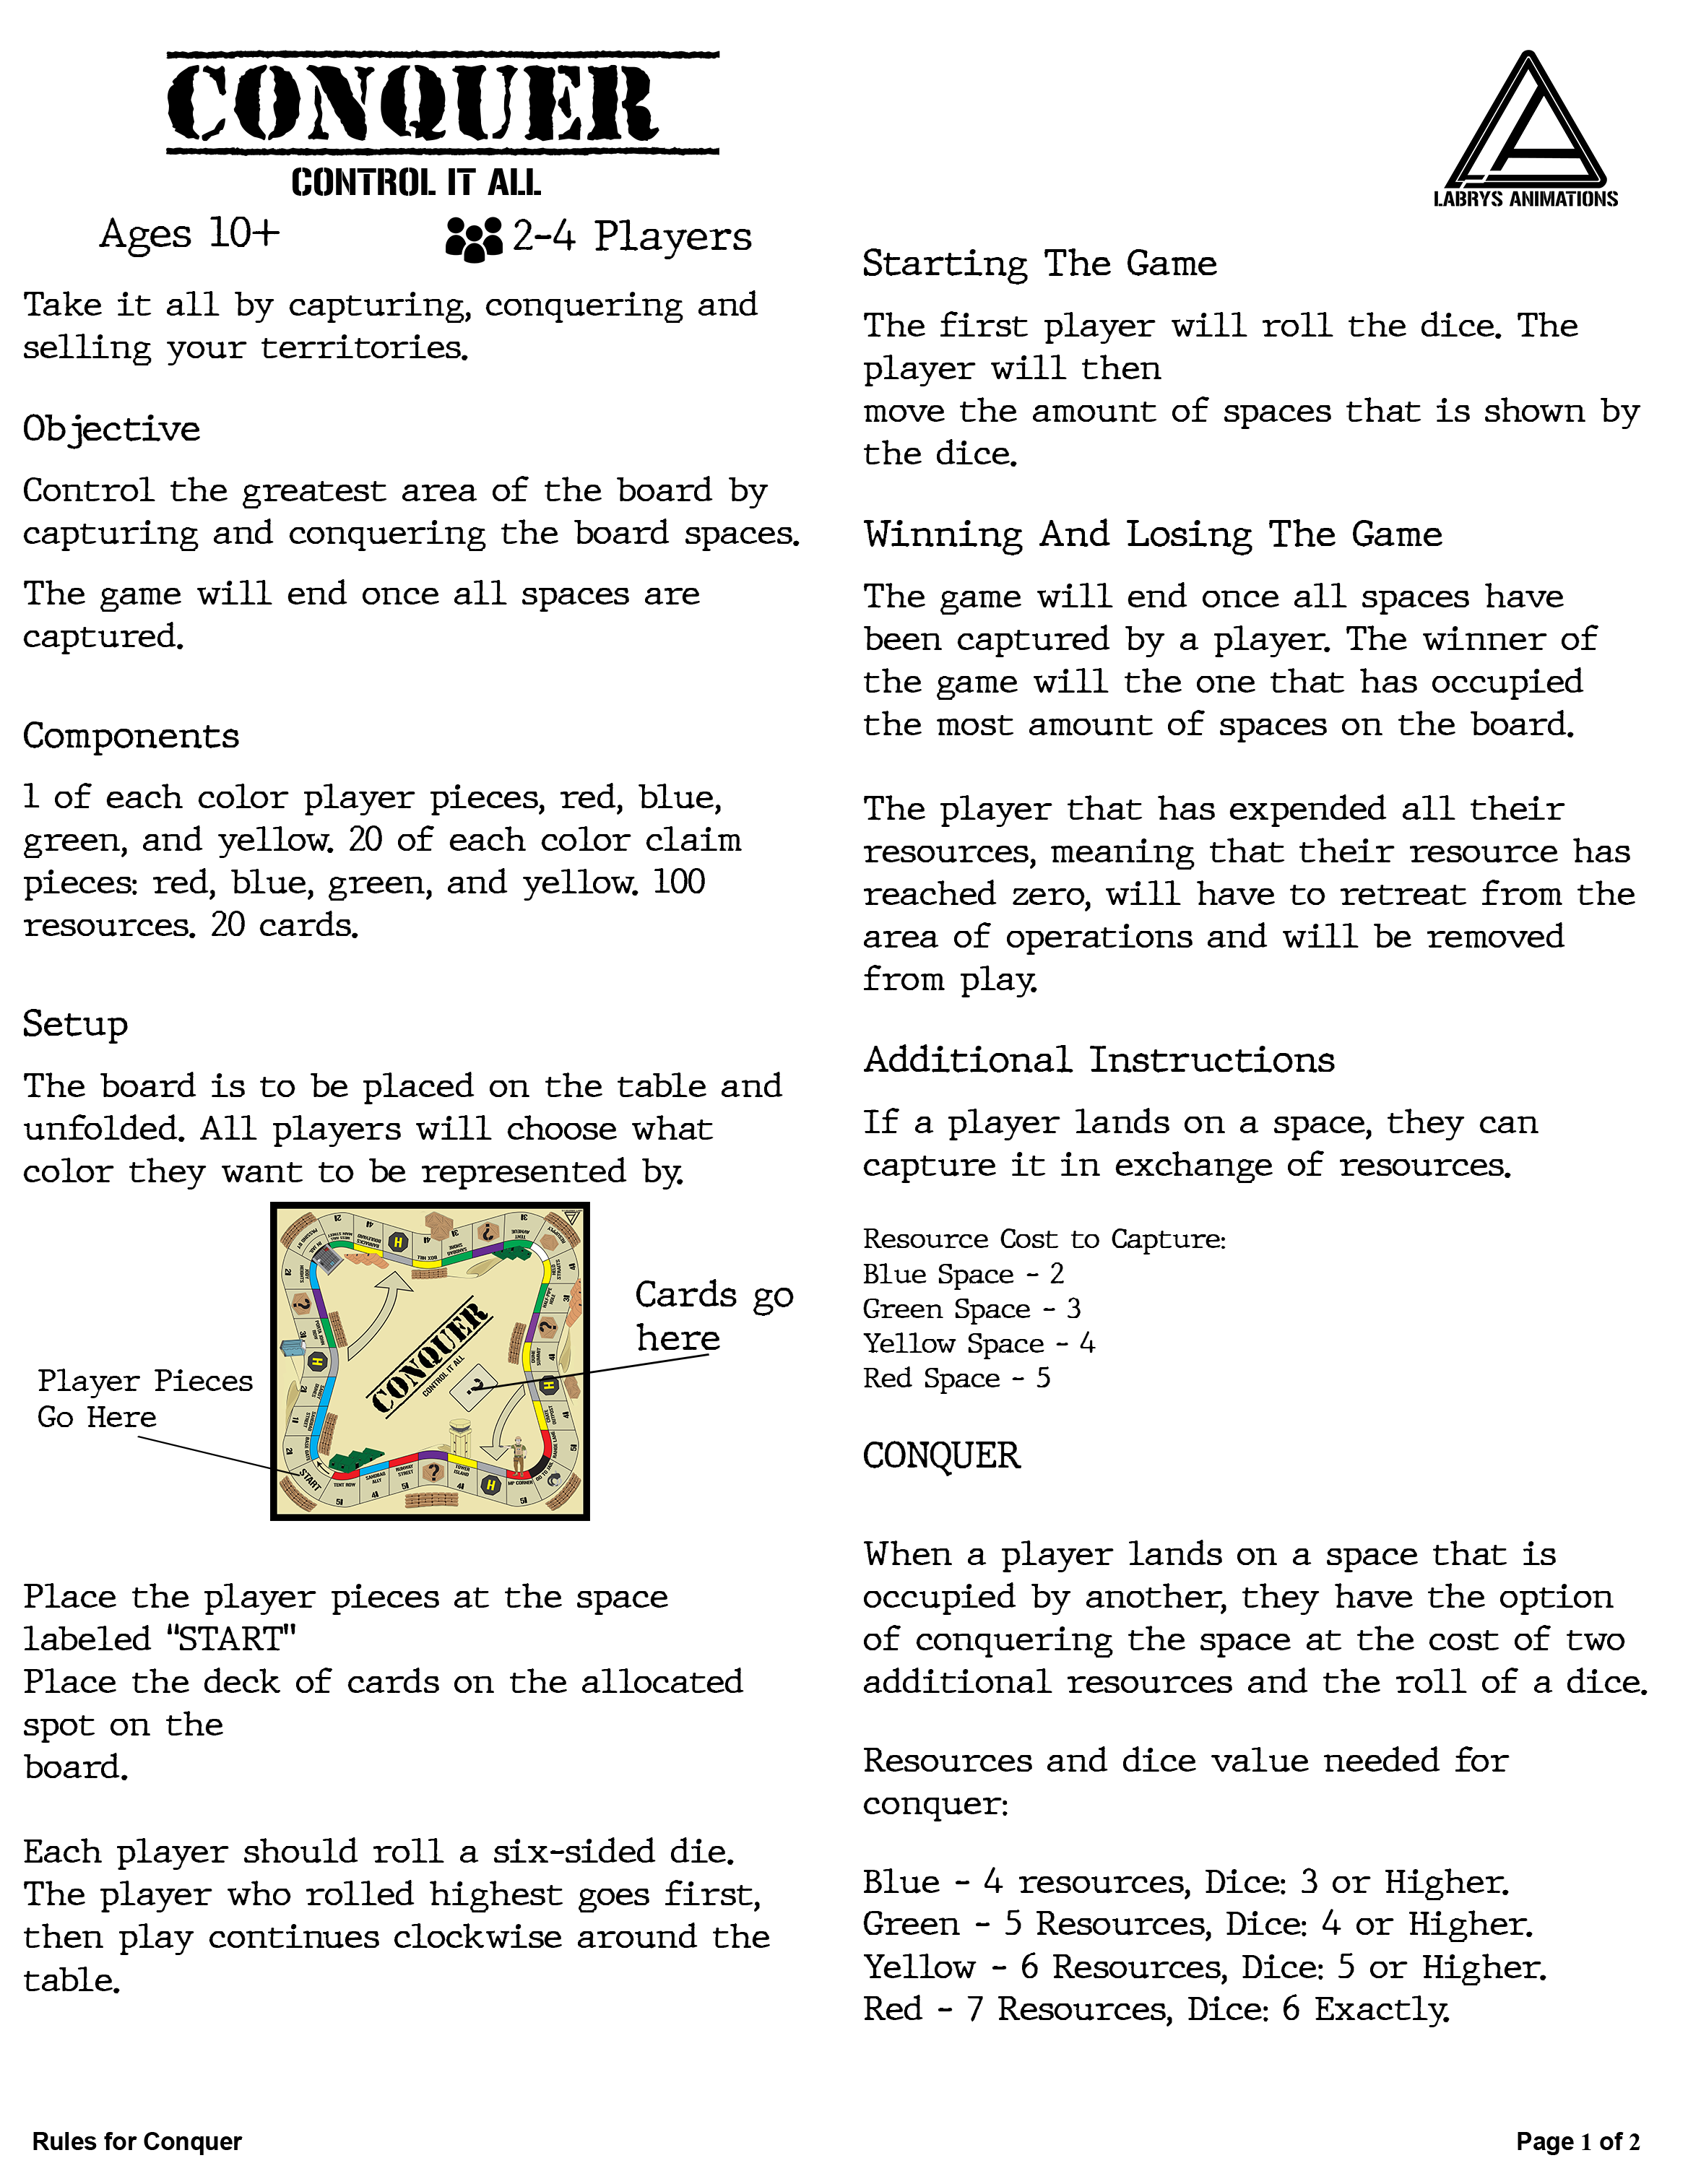 CONQUER
CONTROL IT ALL
Ages 10+
2-4 Players
Take it all by capturing, conquering and
selling your territories.
Objective
Control the greatest area of the board by
capturing and conquering the board spaces.
The game will end once all spaces are
captured.
Components
1 of each color player pieces, red, blue,
green, and yellow. 20 of each color claim
pieces: red, blue, green, and yellow. 100
resources. 20 cards.
Setup
The board is to be placed on the table and
unfolded. All players will choose what
color they want to be represented by.
Cards go
here
Player Pieces
Go Here
CONQUER
CONTROL IT ALL
?
START
TENT ROW
SANDBAR
ALLY
RUNWAY
STREET
?
TOWER
ISLAND
H
Place the player pieces at the space
labeled “START"
Place the deck of cards on the allocated
spot on the
board.
Each player should roll a six-sided die.
The player who rolled highest goes first,
then play continues clockwise around the
table.
LABRYS ANIMATIONS
Starting The Game
The first player will roll the dice. The
player will then
move the amount of spaces that is shown by
the dice.
Winning And Losing The Game
The game will end once all spaces have
been captured by a player. The winner of
the game will the one that has occupied
the most amount of spaces on the board.
The player that has expended all their
resources, meaning that their resource has
reached zero, will have to retreat from the
area of operations and will be removed
from play.
Additional Instructions
If a player lands on a space, they can
capture it in exchange of resources.
Resource Cost to Capture:
Blue Space - 2
Green Space - 3
Yellow Space - 4
Red Space - 5
CONQUER
When a player lands on a space that is
occupied by another, they have the option
of conquering the space at the cost of two
additional resources and the roll of a dice.
Resources and dice value needed for
conquer:
Blue - 4 resources, Dice: 3 or Higher.
Green - 5 Resources, Dice: 4 or Higher.
Yellow - 6 Resources, Dice: 5 or Higher.
Red - 7 Resources, Dice: 6 Exactly.
Rules for Conquer
Page 1 of 2